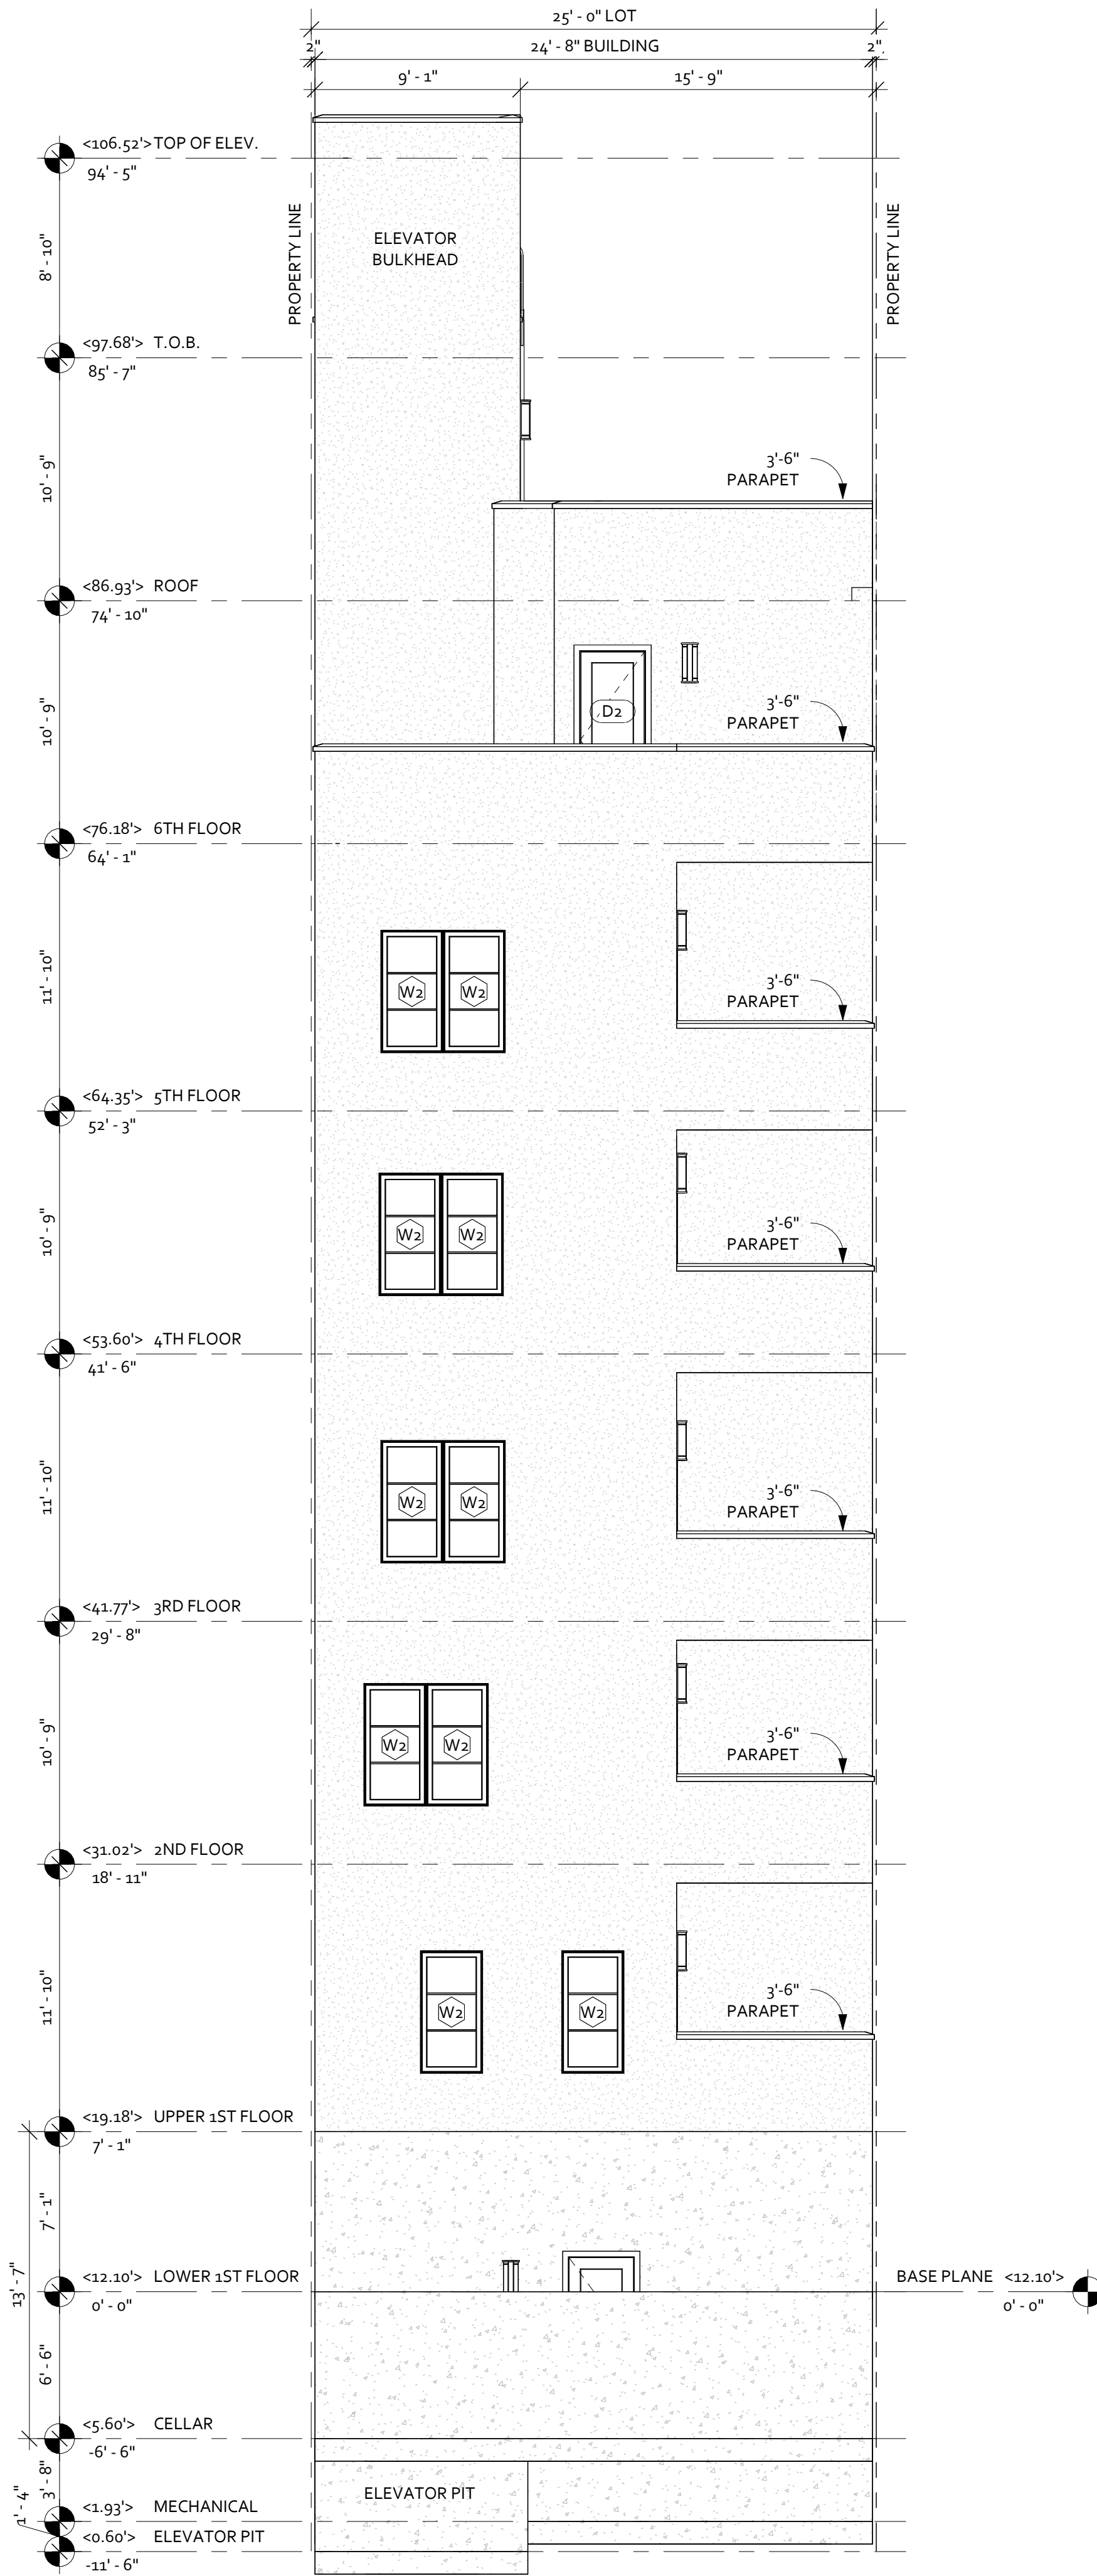 25' - 0" LOT
2" 24' - 8" BUILDING 2"
9' - 1" 15' - 9"
<106.52'> TOP OF ELEV.
94' - 5"
PROPERTY LINE
PROPERTY LINE
ELEVATOR
BULKHEAD
8' - 10"
<97.68'> T.O.B.
85' - 7"
3'-6"
PARAPET
10' - 9"
<86.93'> ROOF
74' - 10"
D2
3'-6"
PARAPET
10' - 9"
<76.18'> 6TH FLOOR
64' - 1"
W2 W2
3'-6"
PARAPET
11' - 10"
<64.35'> 5TH FLOOR
52' - 3"
W2 W2
3'-6"
PARAPET
10' - 9"
<53.60'> 4TH FLOOR
41' - 6"
W2 W2
3'-6"
PARAPET
11' - 10"
<41.77'> 3RD FLOOR
29' - 8"
W2 W2
3'-6"
PARAPET
10' - 9"
<31.02'> 2ND FLOOR
18' - 11"
W2 W2
3'-6"
PARAPET
11' - 10"
<19.18'> UPPER 1ST FLOOR
7' - 1"
7' - 1"
13' - 7"
<12.10'> LOWER 1ST FLOOR
0' - 0"
BASE PLANE <12.10'>
0' - 0"
6' - 6"
<5.60'> CELLAR
-6' - 6"
3' - 8"
ELEVATOR PIT
1' - 4"
<1.93'> MECHANICAL
<0.60'> ELEVATOR PIT
-11' - 6"